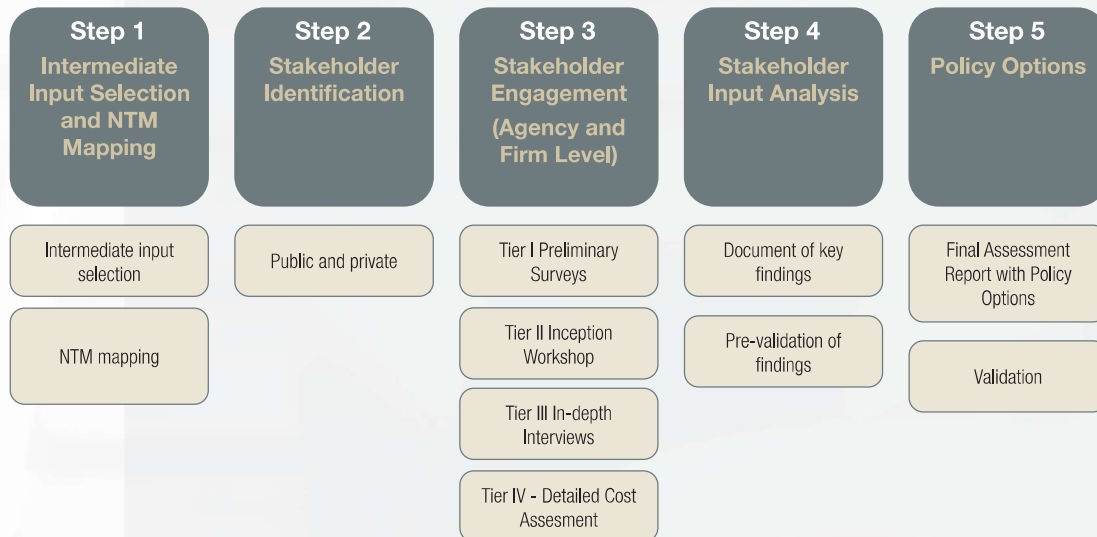 Step 1
Intermediate
Input Selection
and NTM
Mapping
Intermediate input
selection
NTM mapping
Step 2
Stakeholder
Identification
Public and private
Step 3
Stakeholder
Engagement
(Agency and
Firm Level)
Tier I Preliminary
Surveys
Tier II Inception
Workshop
Tier III In-depth
Interviews
Tier IV - Detailed Cost
Assesment
Step 4
Stakeholder
Input Analysis
Document of key
findings
Pre-validation of
findings
Step 5
Policy Options
Final Assessment
Report with Policy
Options
Validation